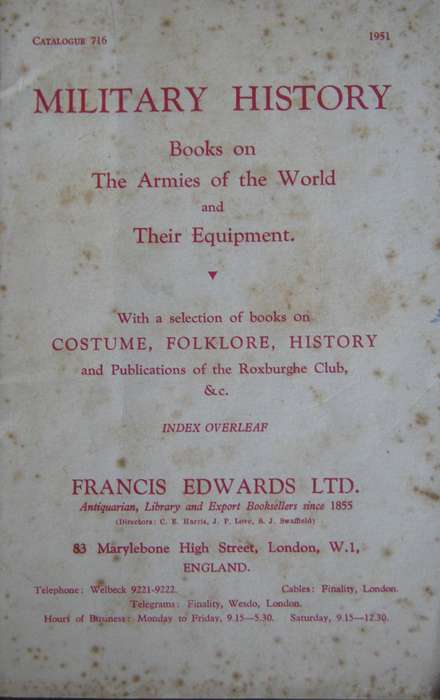 CATALOGUE 716 1951
MILITARY HISTORY
Books on
The Armies of the World
and
Their Equipment.
With a selection of books on
COSTUME, FOLKLORE, HISTORY
and Publications of the Roxburghe Club,
&c.
INDEX OVERLEAF
FRANCIS EDWARDS LTD.
Antiquarian, Library and Export Booksellers since 1855
(Directors: C. E. Harris, J. P. Love, S. J. Swaffield)
83 Marylebone High Street, London, W.1,
ENGLAND.
Telephone: Welbeck 9221-9222. Cables: Finality, London.
Telegrams: Finality, Wesdo, London.
Hours of Business: Monday to Friday, 9.15—5.30. Saturday, 9.15—12.30.